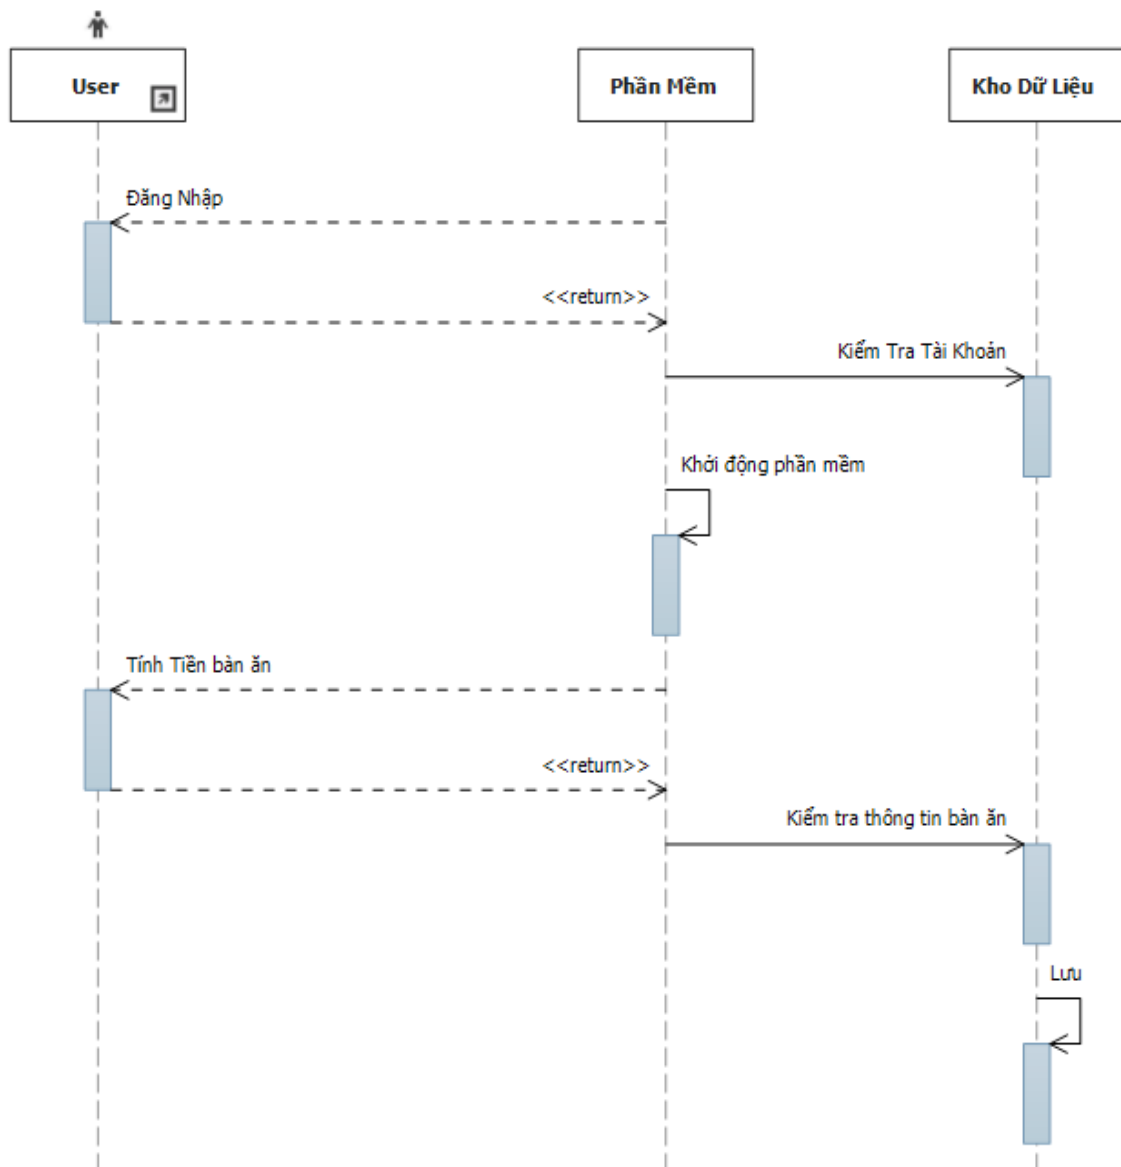 User
Phần Mềm
Kho Dữ Liệu
Đăng Nhập
<<return>>
Kiểm Tra Tài Khoản
Khởi động phần mềm
Tính Tiền bàn ăn
<<return>>
Kiểm tra thông tin bàn ăn
Lưu